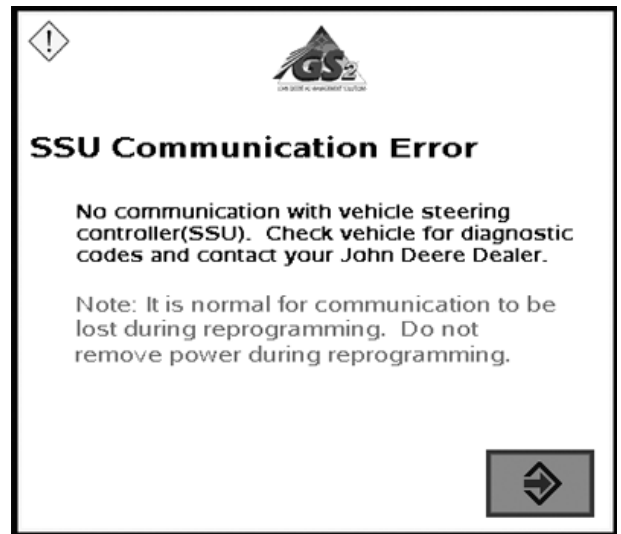 !
GS2
SSU Communication Error
No communication with vehicle steering
controller(SSU).  Check vehicle for diagnostic
codes and contact your John Deere Dealer.
Note: It is normal for communication to be
lost during reprogramming.  Do not
remove power during reprogramming.